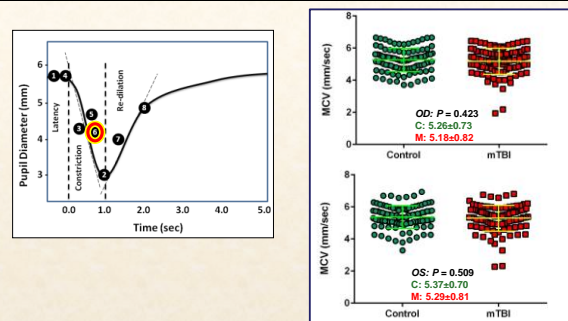 Pupil Diameter (mm)
6
5
4
3
Latency
Constriction
Re-dilation
1
4
5
3
6
7
2
8
0.0 1.0 2.0 3.0 4.0 5.0
Time (sec)
MCV (mm/sec)
8
6
4
2
0
OD: P = 0.423
C: 5.26±0.73
M: 5.18±0.82
Control mTBI
MCV (mm/sec)
8
6
4
2
0
OS: P = 0.509
C: 5.37±0.70
M: 5.29±0.81
Control mTBI